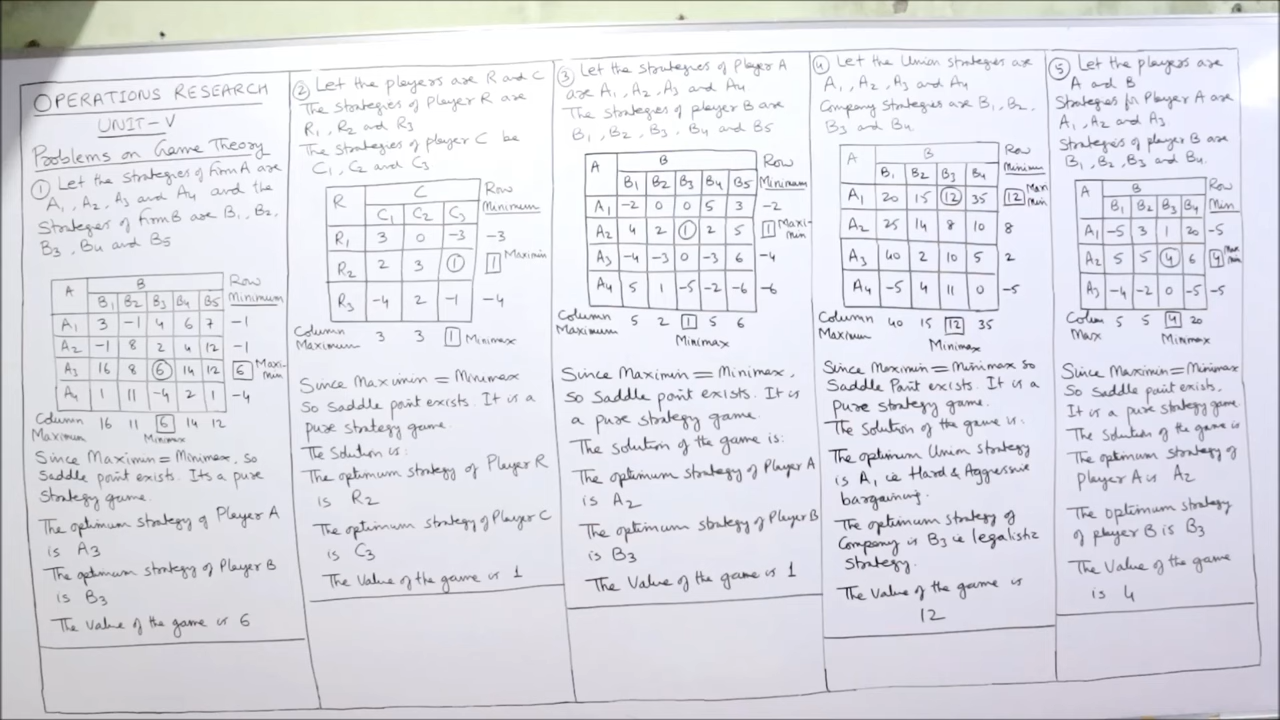 OPERATIONS RESEARCH
UNIT-V
Problems on Game Theory
① Let the strategies of firm A are
A1, A2, A3 and A4 and the
Strategies of firm B are B1, B2,
B3, B4 and B5
A B Row
B1 B2 B3 B4 B5 Minimum
A1 3 -1 4 6 7 -1
A2 -1 8 2 4 12 -1
A3 16 8 6 14 12 6 Maxi-
min
A4 1 11 -4 2 1 -4
Column 16 11 6 14 12
Maximum Minimax
Since Maximin = Minimax, so
Saddle point exists. Its a pure
Strategy game.
The optimum strategy of Player A
is A3
The optimum strategy of Player B
is B3
The value of the game is 6
② Let the players are R and C
The strategies of Player R are
R1, R2 and R3
The strategies of player C be
C1, C2 and C3
R C Row
C1 C2 C3 Minimum
R1 3 0 -3 -3
R2 2 3 1 1 Maximin
R3 -4 2 -1 -4
Column 3 3 1 Minimax
Maximum
Since Maximin = Minimax
So Saddle point exists. It is a
pure strategy game.
The Solution is:
The optimum strategy of Player R
is R2
The optimum strategy of Player C
is C3
The Value of the game is 1
③ Let the strategies of Player A
are A1, A2, A3 and A4
The strategies of player B are
B1, B2, B3, B4 and B5
A B Row
B1 B2 B3 B4 B5 Minimum
A1 -2 0 0 5 3 -2
A2 4 2 1 2 5 1 Maxi-
min
A3 -4 -3 0 -3 6 -4
A4 5 1 -5 -2 -6 -6
Column 5 2 1 5 6
Maximum Minimax
Since Maximin = Minimax,
So Saddle point exists. It is
a pure strategy game.
The Solution of the game is:
The optimum strategy of Player A
is A2
The optimum strategy of Player B
is B3
The Value of the game is 1
④ Let the Union strategies are
A1, A2, A3 and A4
Company strategies are B1, B2,
B3 and B4
A B Row
B1 B2 B3 B4 Minimum
A1 20 15 12 35 12 Maxi
Min
A2 25 14 8 10 8
A3 40 2 10 5 2
A4 -5 4 11 0 -5
Column 40 15 12 35
Maximum Minimax
Since Maximin = Minimax so
Saddle Point exists. It is a
pure strategy game.
The Solution of the game is:
The optimum Union strategy
is A1 ie Hard & Aggressive
bargaining.
The optimum strategy of
Company is B3 ie legalistic
strategy.
The Value of the game is
12
⑤ Let the players are
A and B
Strategies for Player A are
A1, A2 and A3
Strategies of player B are
B1, B2, B3 and B4
A B Row
B1 B2 B3 B4 Min
A1 -5 3 1 20 -5
A2 5 5 4 6 4
A3 -4 -2 0 -5 -5
Column 5 5 4 20
Max Minimax
Since Maximin = Minimax
So Saddle point exists.
It is a pure strategy game
The Solution of the game is
The optimum strategy of
player A is A2
The optimum strategy
of player B is B3
The Value of the game
is 4